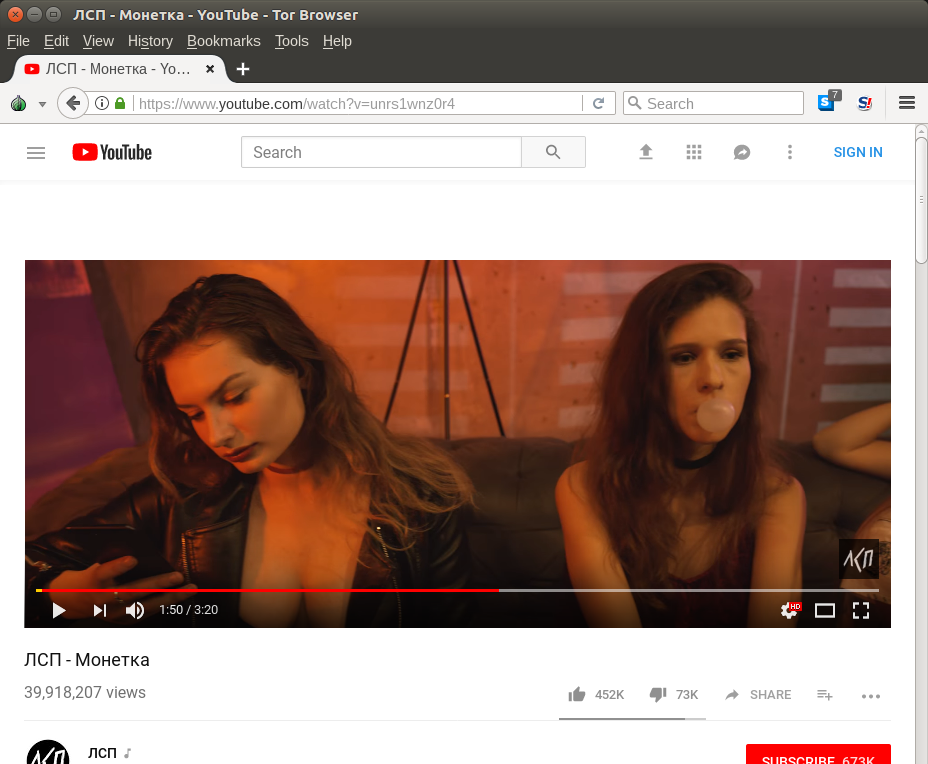 ЛСП - Монетка - YouTube - Tor Browser
File Edit View History Bookmarks Tools Help
ЛСП - Монетка - Yo...
https://www.youtube.com/watch?v=unrs1wnz0r4
Search
7
S
S!
YouTube
Search
SIGN IN
ЛСП
1:50 / 3:20
HD
ЛСП - Монетка
39,918,207 views
452K
73K
SHARE
ЛСП
ЛСП
SUBSCRIBE 673K